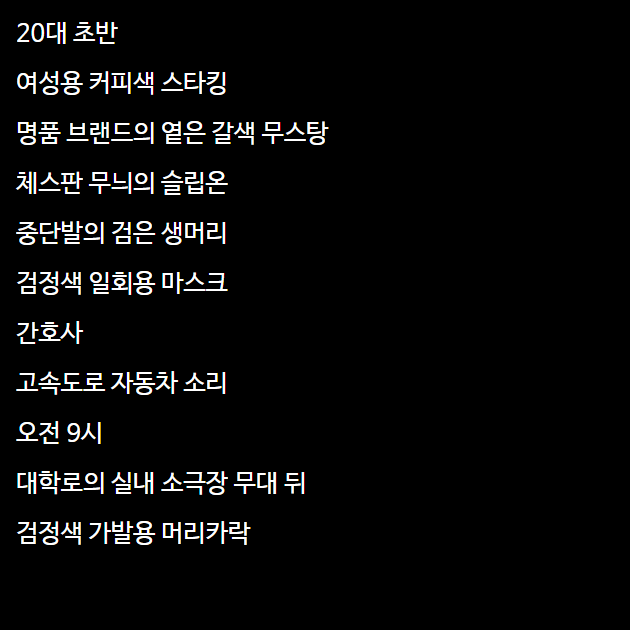 20대 초반
여성용 커피색 스타킹
명품 브랜드의 옅은 갈색 무스탕
체스판 무늬의 슬립온
중단발의 검은 생머리
검정색 일회용 마스크
간호사
고속도로 자동차 소리
오전 9시
대학로의 실내 소극장 무대 뒤
검정색 가발용 머리카락